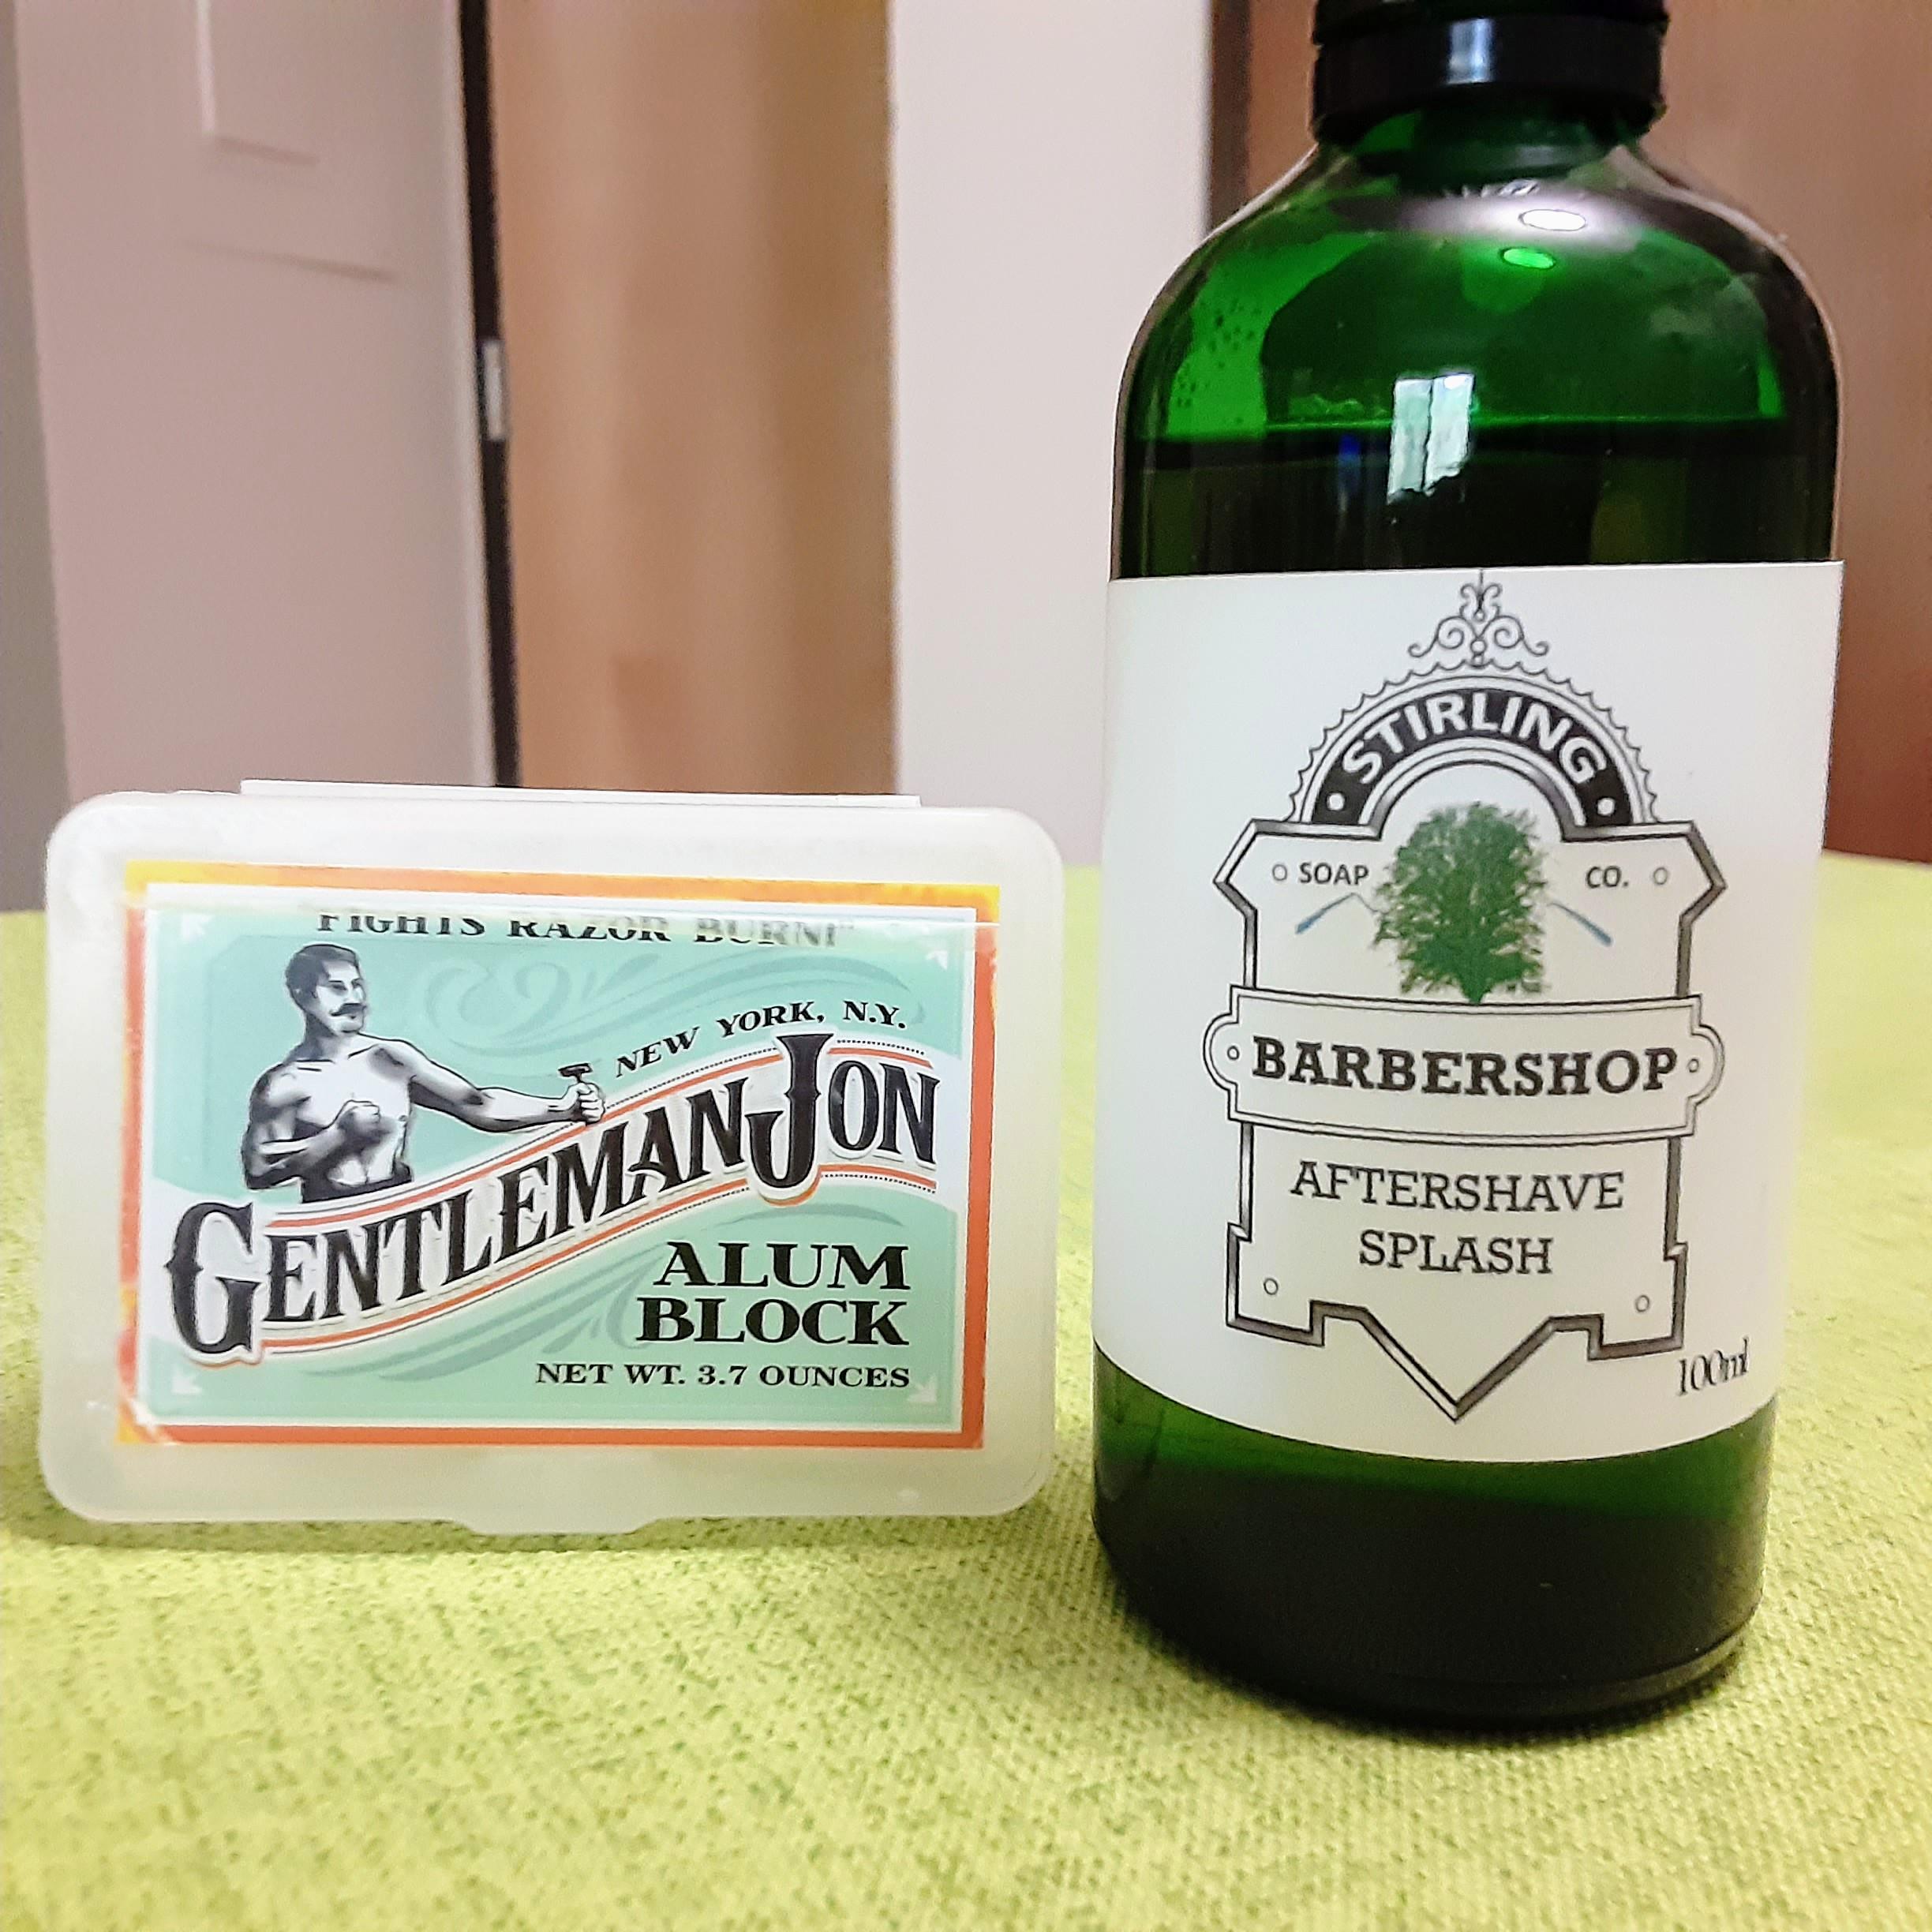 "FIGHTS RAZOR BURN!"
NEW YORK, N.Y.
GENTLEMAN JON
ALUM
BLOCK
NET WT. 3.7 OUNCES
STIRLING
SOAP CO.
BARBERSHOP
AFTERSHAVE
SPLASH
100ml